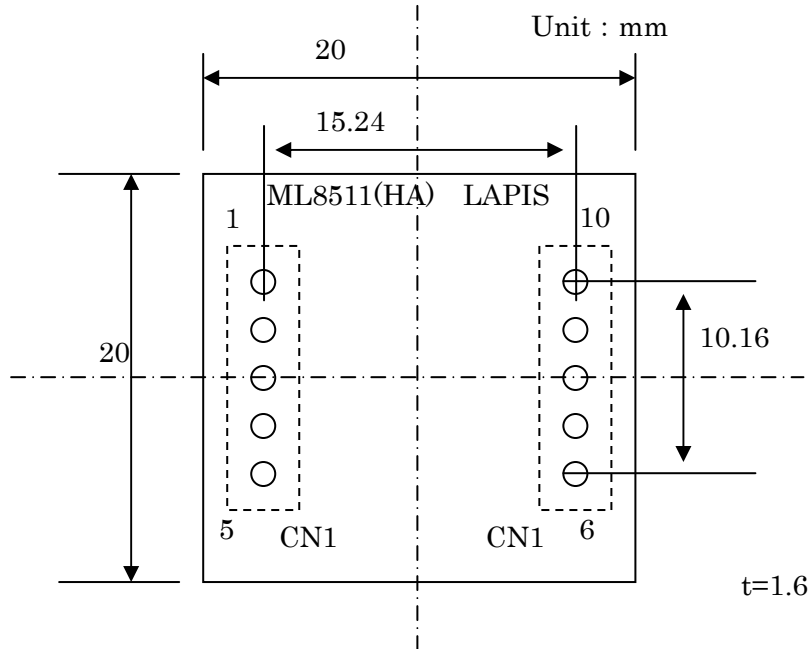 Unit : mm
20
15.24
ML8511(HA) LAPIS
1 10
20 10.16
5 CN1 CN1 6
t=1.6